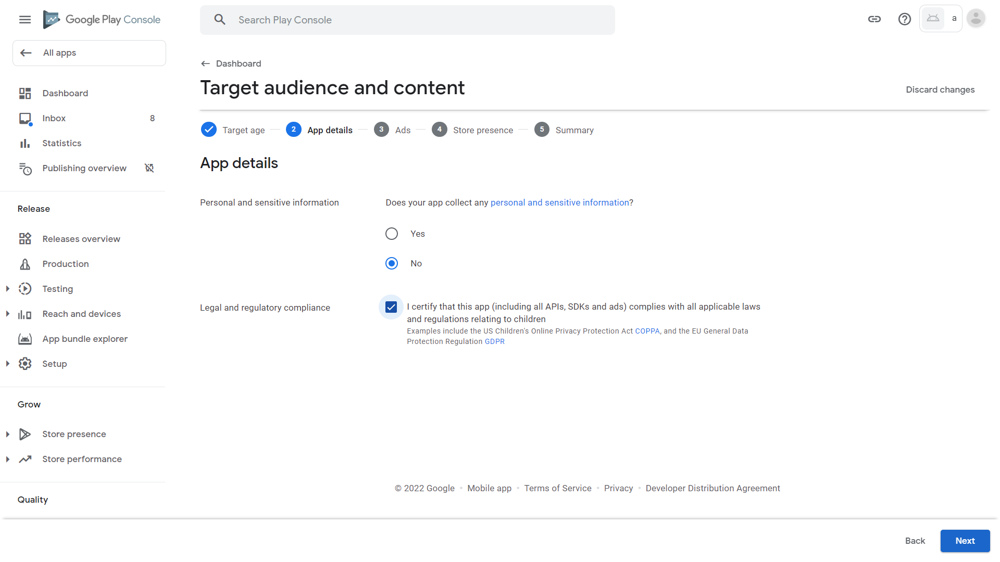 Google Play Console
Search Play Console
a
All apps
Dashboard
Inbox 8
Statistics
Publishing overview
Release
Releases overview
Production
Testing
Reach and devices
App bundle explorer
Setup
Grow
Store presence
Store performance
Quality
Dashboard
Target audience and content
Discard changes
Target age 2 App details 3 Ads 4 Store presence 5 Summary
App details
Personal and sensitive information
Does your app collect any personal and sensitive information?
Yes
No
Legal and regulatory compliance
I certify that this app (including all APIs, SDKs and ads) complies with all applicable laws
and regulations relating to children
Examples include the US Children's Online Privacy Protection Act COPPA, and the EU General Data
Protection Regulation GDPR
© 2022 Google • Mobile app • Terms of Service • Privacy • Developer Distribution Agreement
Back
Next